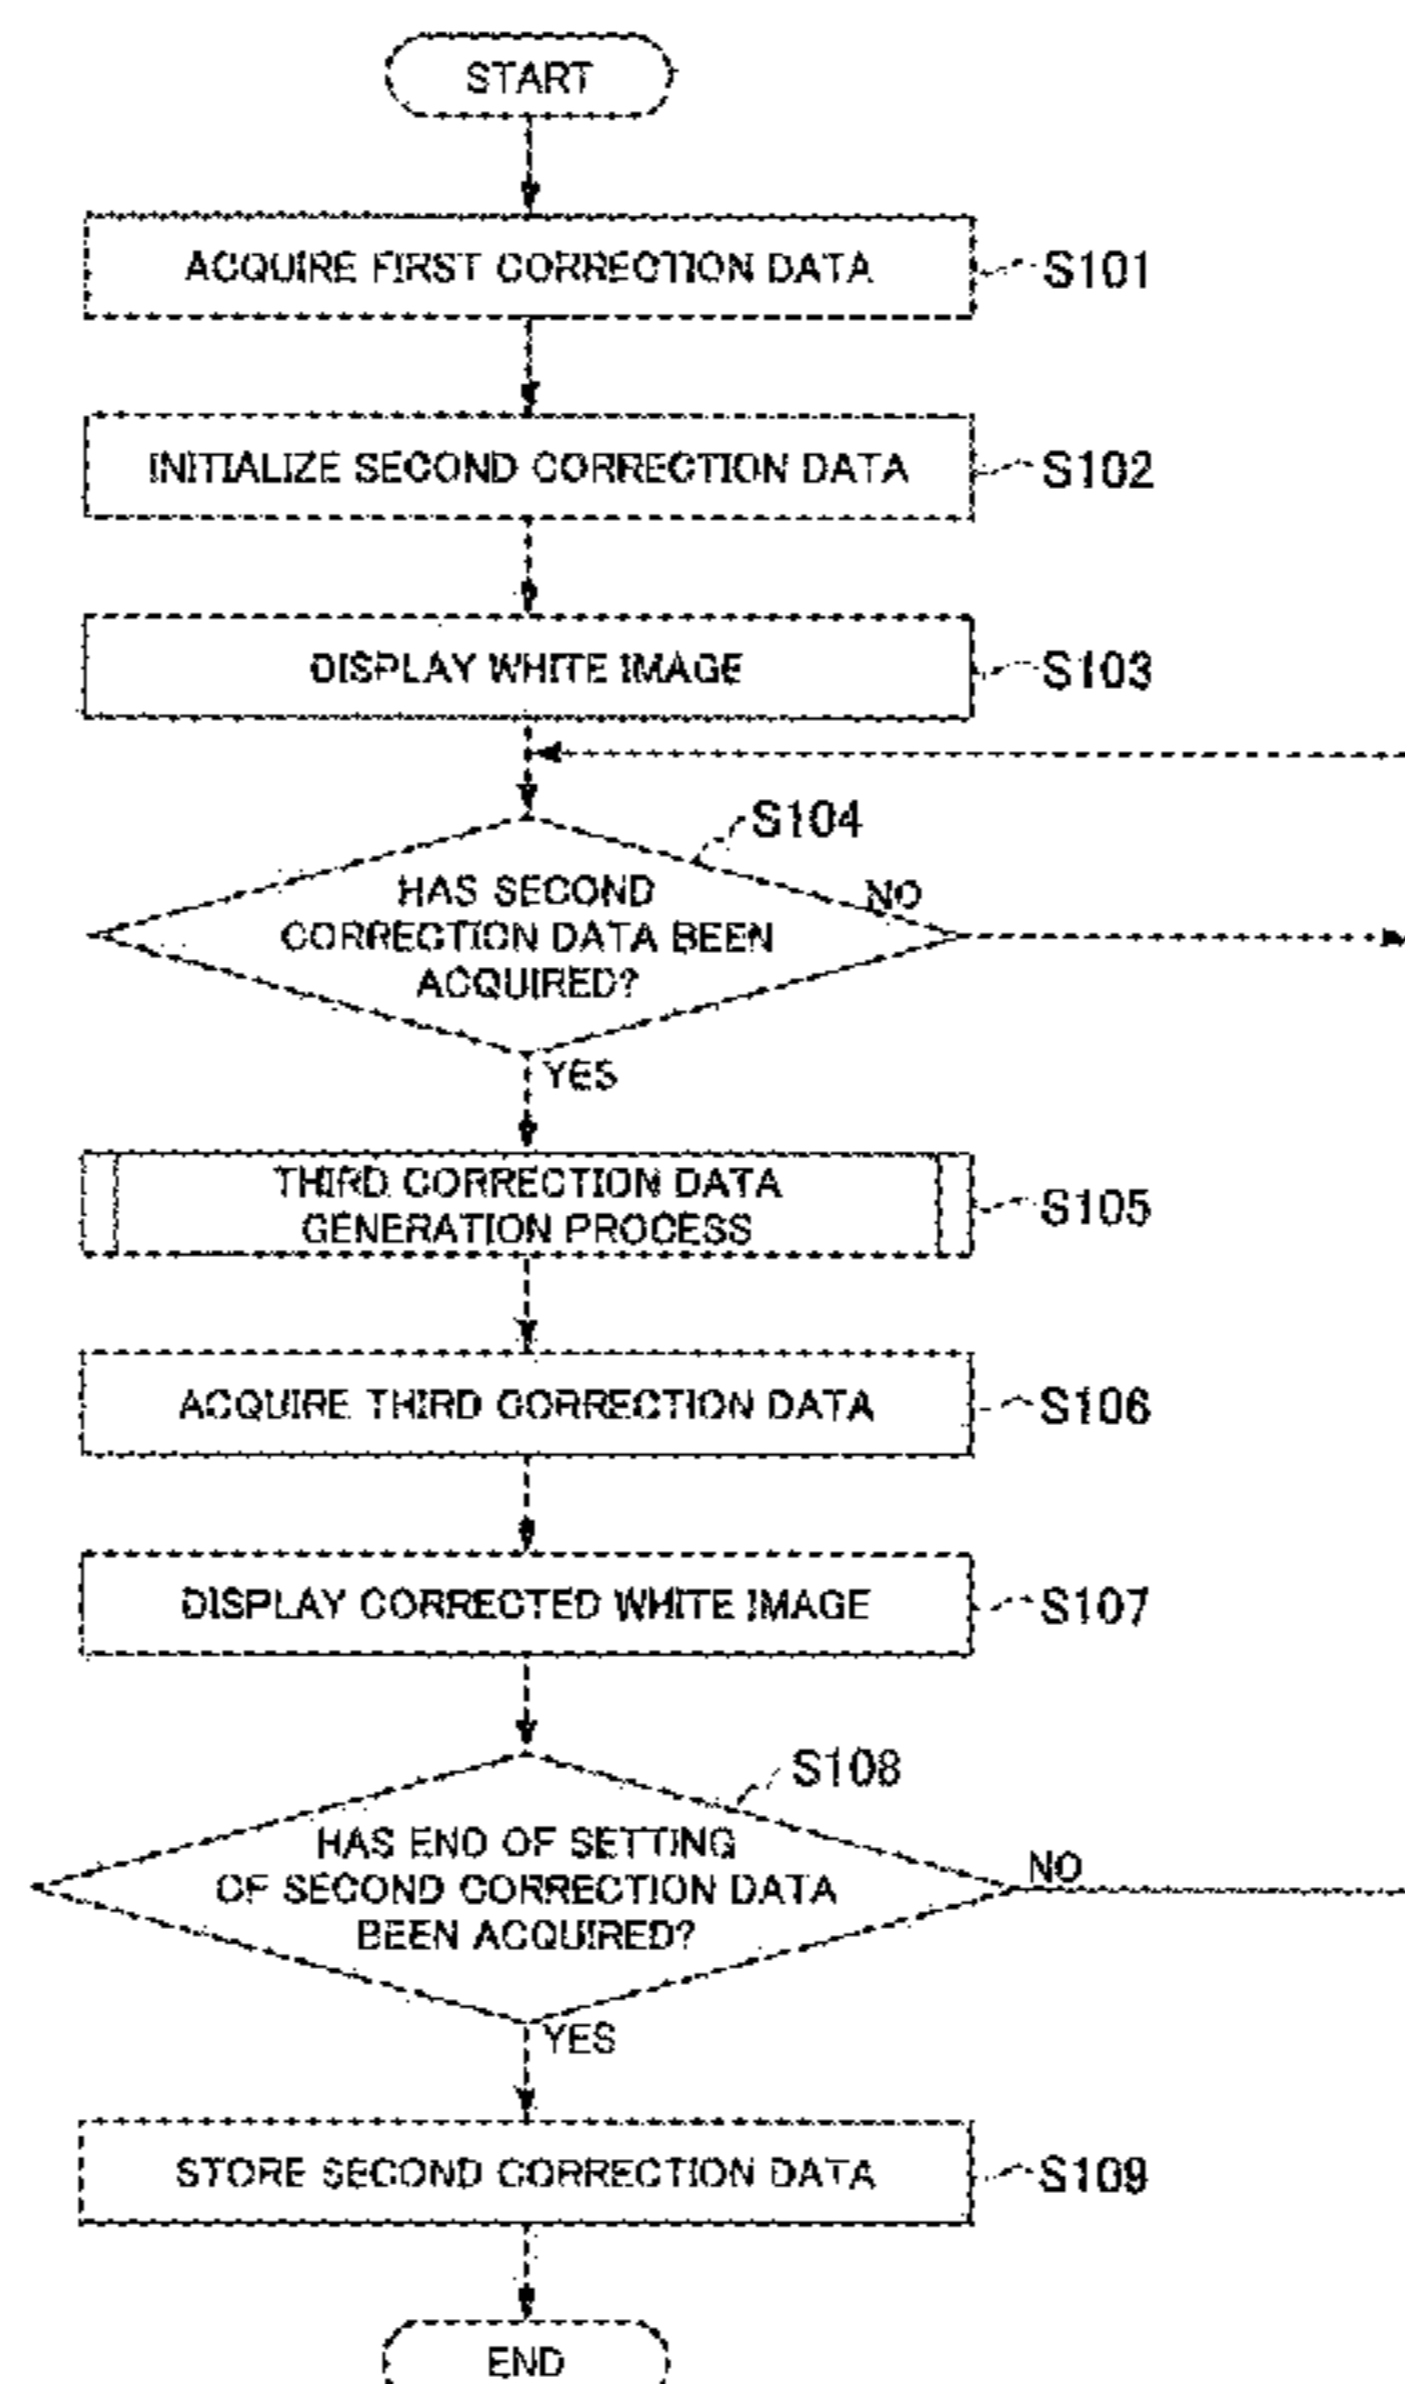 START
ACQUIRE FIRST CORRECTION DATA
S101
INITIALIZE SECOND CORRECTION DATA
S102
DISPLAY WHITE IMAGE
S103
S104
HAS SECOND
CORRECTION DATA BEEN
ACQUIRED?
NO
YES
THIRD CORRECTION DATA
GENERATION PROCESS
S105
ACQUIRE THIRD CORRECTION DATA
S106
DISPLAY CORRECTED WHITE IMAGE
S107
S108
HAS END OF SETTING
OF SECOND CORRECTION DATA
BEEN ACQUIRED?
NO
YES
STORE SECOND CORRECTION DATA
S109
END